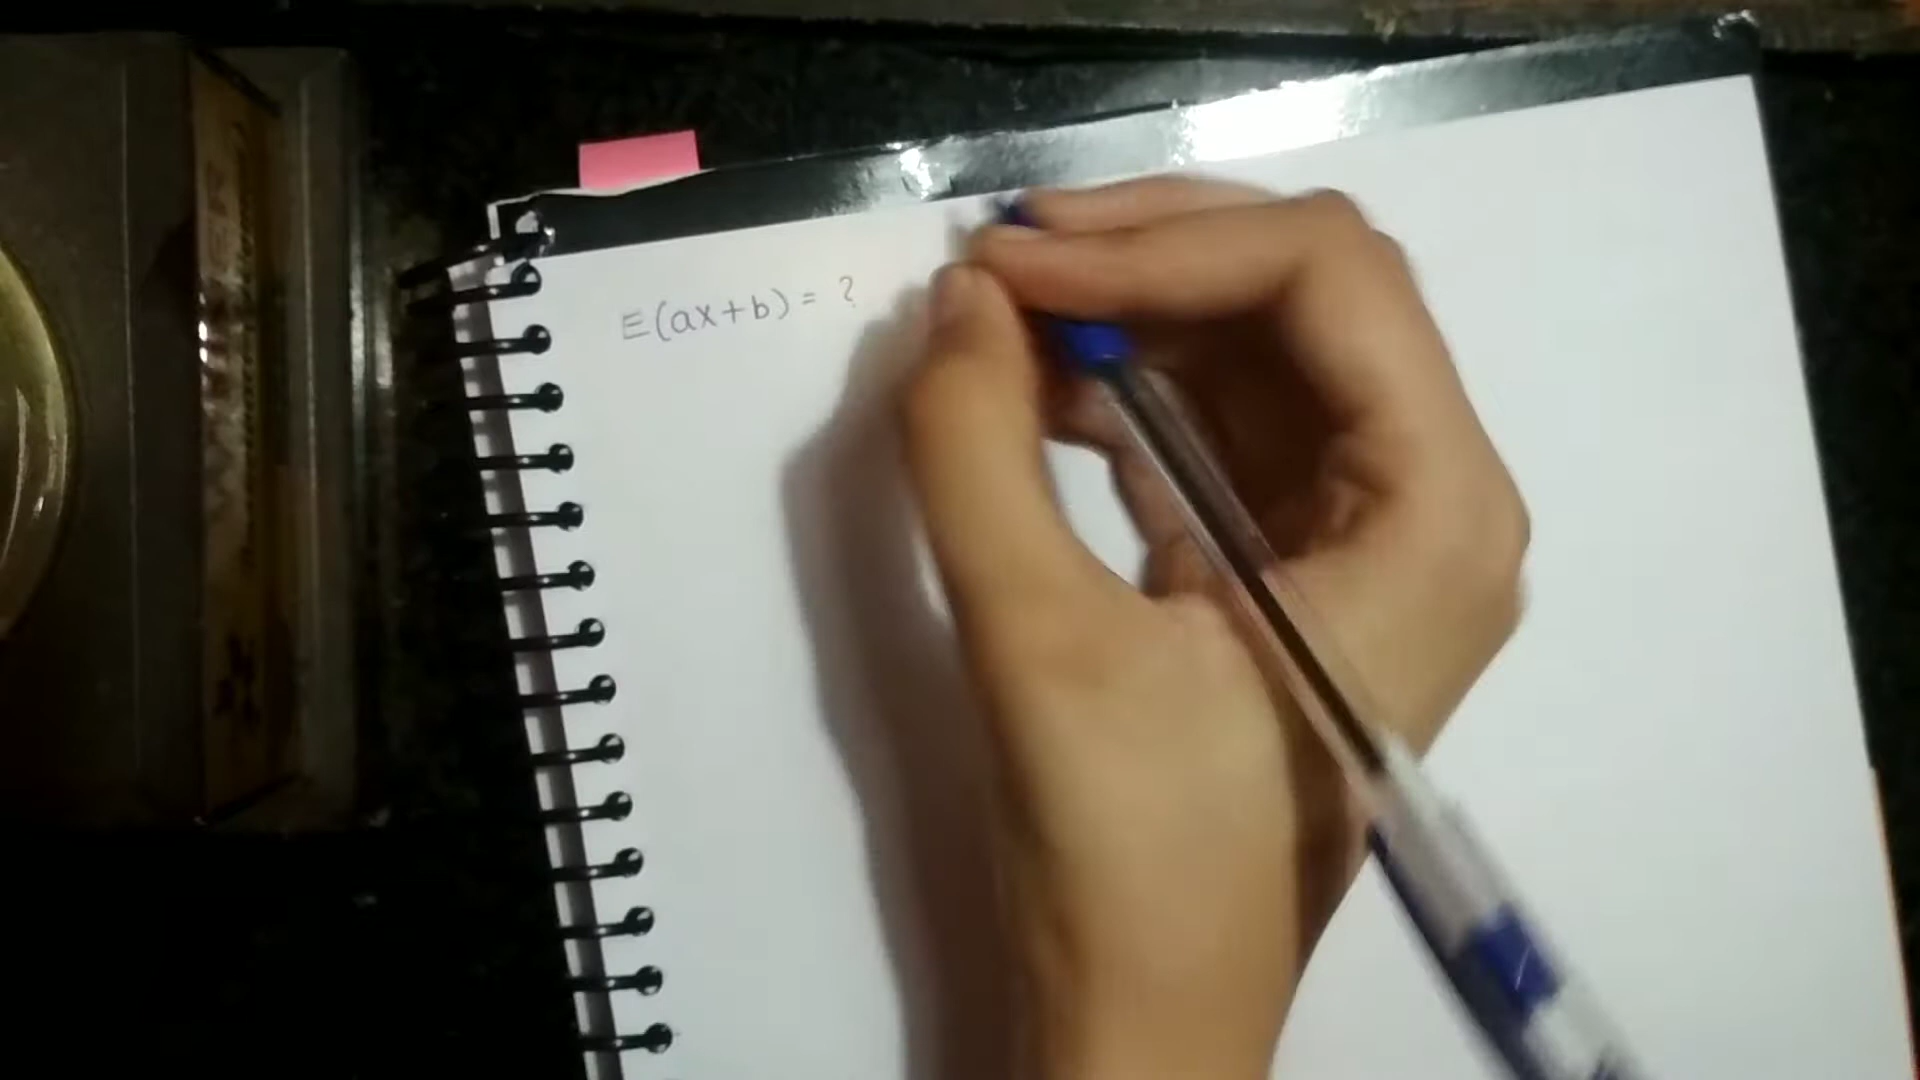 E(ax+b) = ?